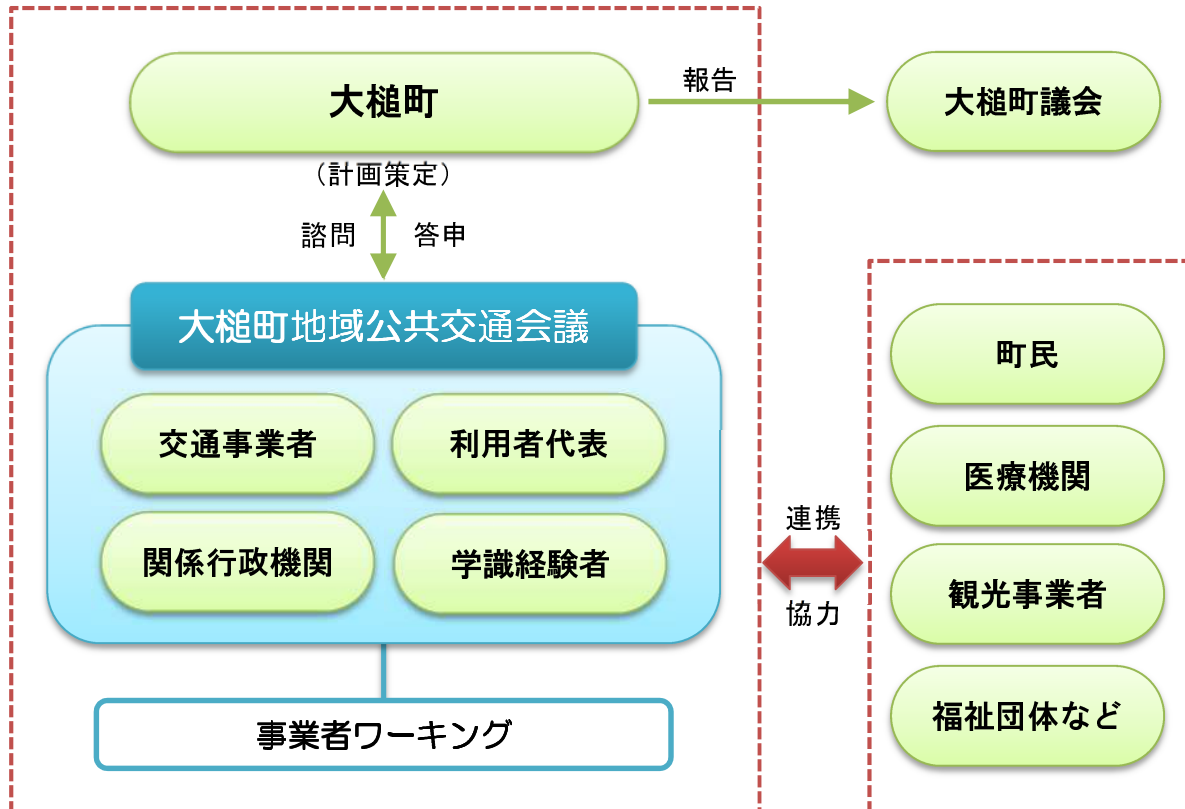 大槌町
報告
大槌町議会
（計画策定）
諮問
答申
大槌町地域公共交通会議
交通事業者
利用者代表
関係行政機関
学識経験者
事業者ワーキング
連携
協力
町民
医療機関
観光事業者
福祉団体など